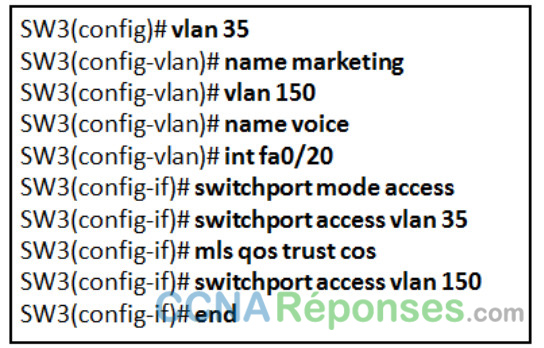 SW3(config)# vlan 35
SW3(config-vlan)# name marketing
SW3(config-vlan)# vlan 150
SW3(config-vlan)# name voice
SW3(config-vlan)# int fa0/20
SW3(config-if)# switchport mode access
SW3(config-if)# switchport access vlan 35
SW3(config-if)# mls qos trust cos
SW3(config-if)# switchport access vlan 150
SW3(config-if)# end
CCNARéponses.com